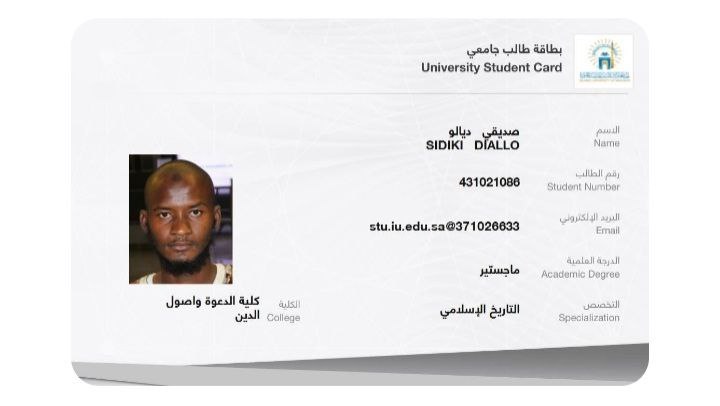 بطاقة طالب جامعي
University Student Card
صديقي ديالو الاسم
SIDIKI DIALLO Name
431021086 رقم الطالب
Student Number
stu.iu.edu.sa@371026633 البريد الإلكتروني
Email
ماجستير الدرجة العلمية
Academic Degree
التاريخ الإسلامي التخصص
Specialization
كلية الدعوة واصول الكلية
الدين College